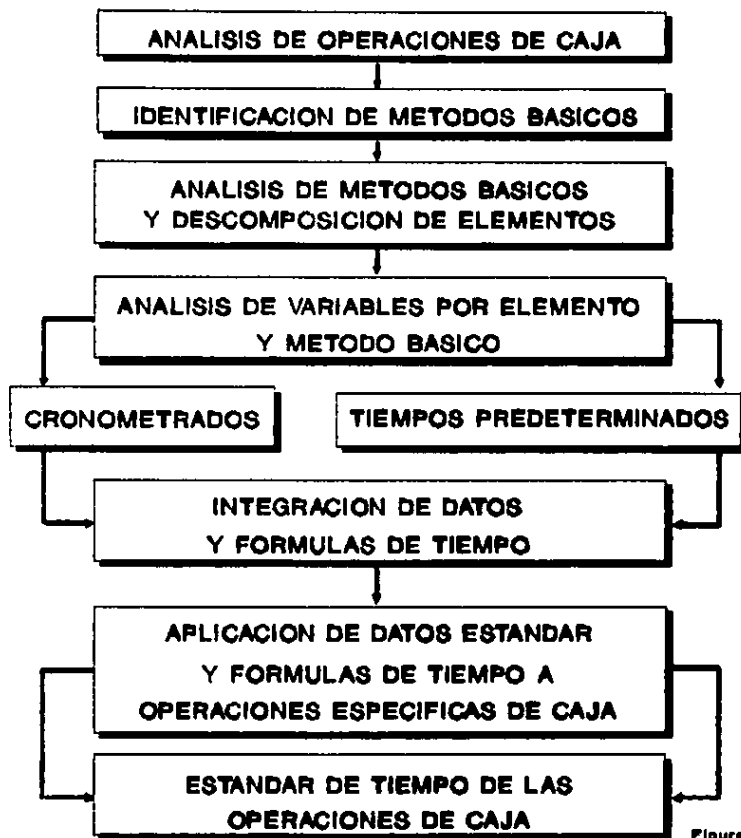 ANALISIS DE OPERACIONES DE CAJA
IDENTIFICACION DE METODOS BASICOS
ANALISIS DE METODOS BASICOS
Y DESCOMPOSICION DE ELEMENTOS
ANALISIS DE VARIABLES POR ELEMENTO
Y METODO BASICO
CRONOMETRADOS
TIEMPOS PREDETERMINADOS
INTEGRACION DE DATOS
Y FORMULAS DE TIEMPO
APLICACION DE DATOS ESTANDAR
Y FORMULAS DE TIEMPO A
OPERACIONES ESPECIFICAS DE CAJA
ESTANDAR DE TIEMPO DE LAS
OPERACIONES DE CAJA